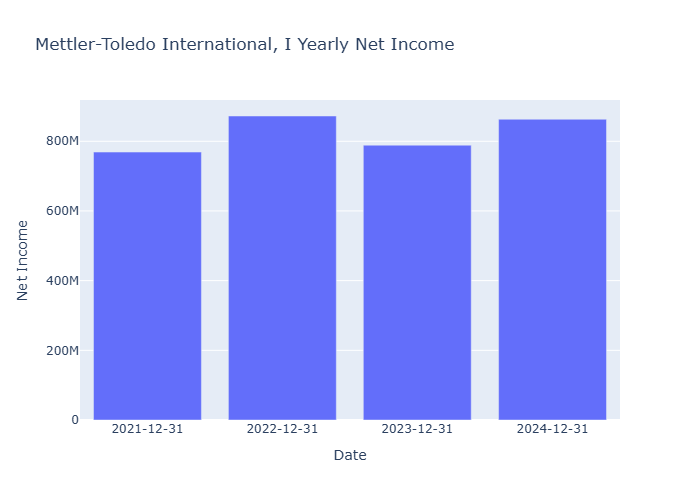 Mettler-Toledo International, I Yearly Net Income
Net Income
800M
600M
400M
200M
0
2021-12-31 2022-12-31 2023-12-31 2024-12-31
Date